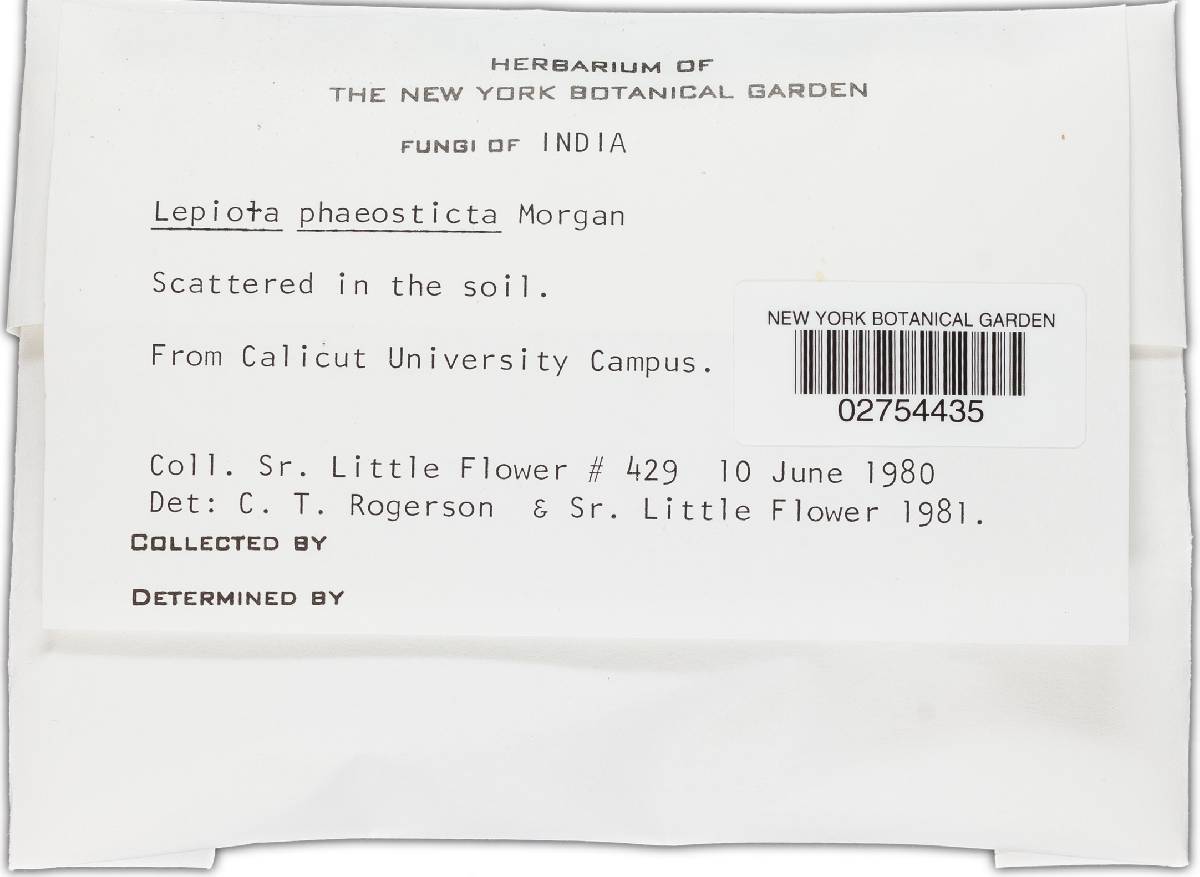 HERBARIUM OF
THE NEW YORK BOTANICAL GARDEN
FUNGI OF INDIA
Lepiota phaeosticta Morgan
Scattered in the soil.
From Calicut University Campus.
NEW YORK BOTANICAL GARDEN
02754435
Coll. Sr. Little Flower # 429 10 June 1980
Det: C. T. Rogerson & Sr. Little Flower 1981.
COLLECTED BY
DETERMINED BY